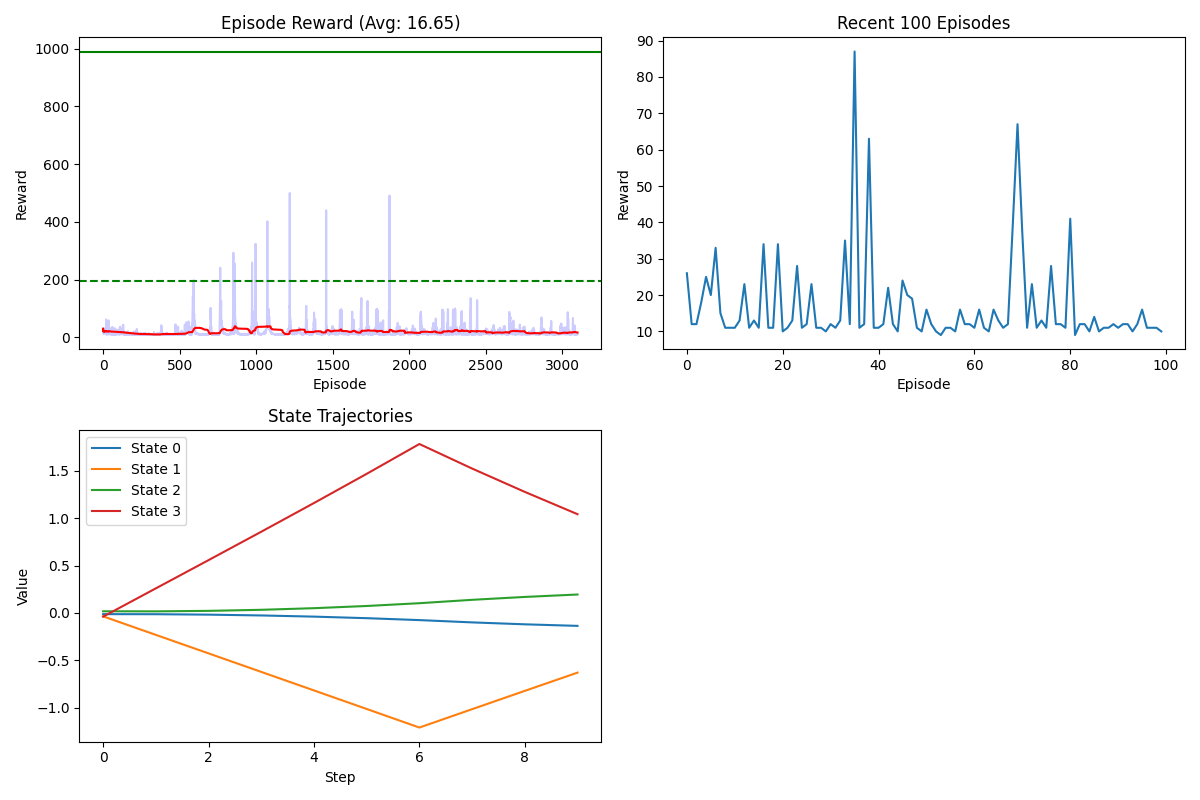 Episode Reward (Avg: 16.65)
Reward
1000
800
600
400
200
0
0 500 1000 1500 2000 2500 3000
Episode
Recent 100 Episodes
Reward
90
80
70
60
50
40
30
20
10
0 20 40 60 80 100
Episode
State Trajectories
State 0
State 1
State 2
State 3
Value
1.5
1.0
0.5
0.0
−0.5
−1.0
0 2 4 6 8
Step